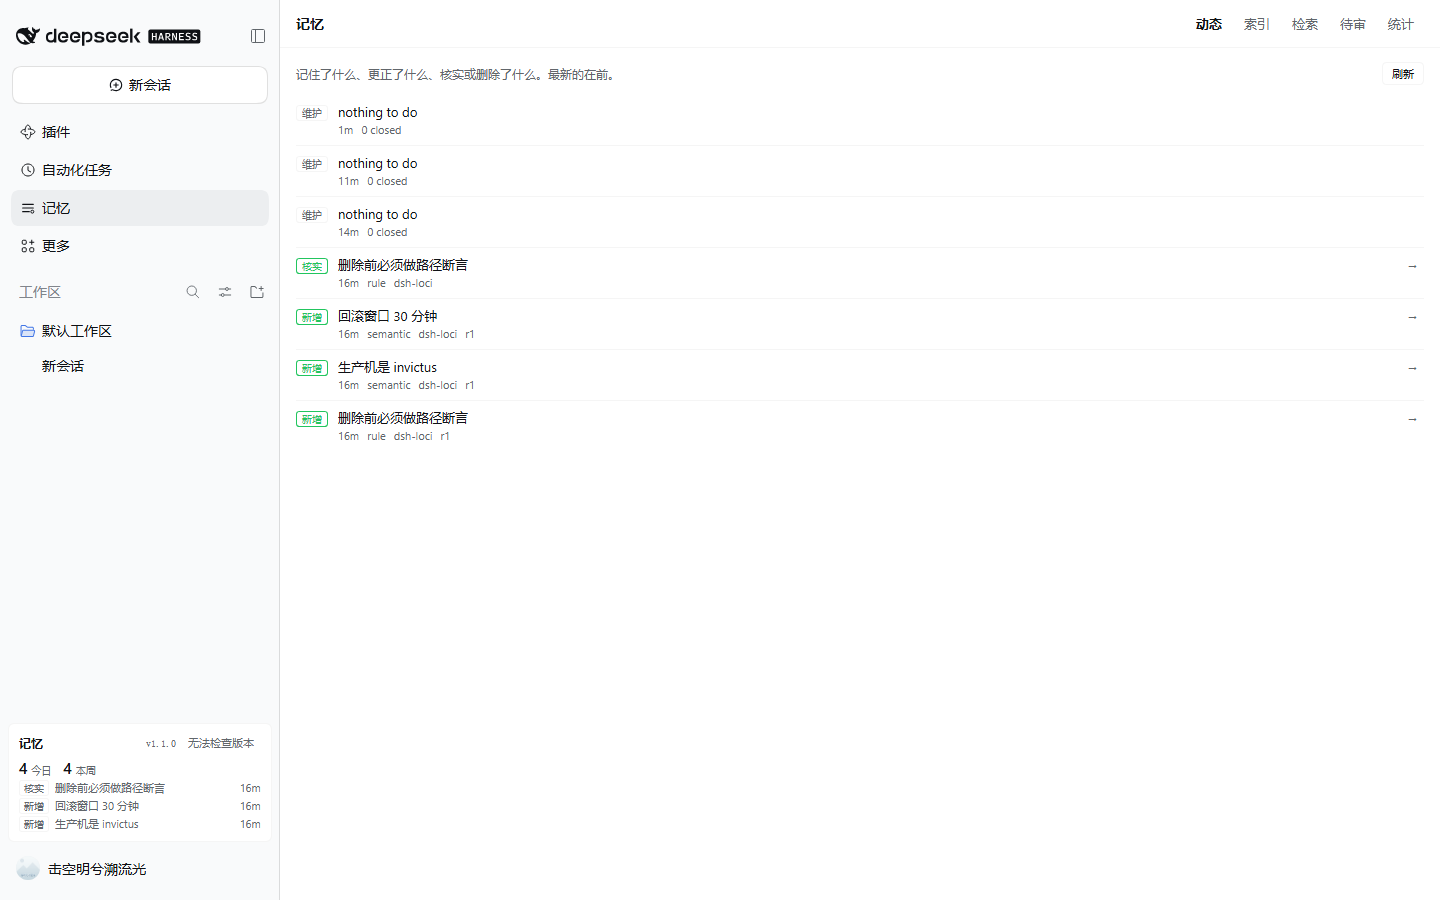 deepseek HARNESS
新会话
插件
自动化任务
记忆
更多
工作区
默认工作区
新会话
记忆 v1.1.0 无法检查版本
4 今日 4 本周
核实 删除前必须做路径断言 16m
新增 回滚窗口 30 分钟 16m
新增 生产机是 invictus 16m
击空明兮溯流光
记忆 动态 索引 检索 待审 统计
记住了什么、更正了什么、核实或删除了什么。最新的在前。 刷新
维护 nothing to do
1m 0 closed
维护 nothing to do
11m 0 closed
维护 nothing to do
14m 0 closed
核实 删除前必须做路径断言 →
16m rule dsh-loci
新增 回滚窗口 30 分钟 →
16m semantic dsh-loci r1
新增 生产机是 invictus →
16m semantic dsh-loci r1
新增 删除前必须做路径断言 →
16m rule dsh-loci r1